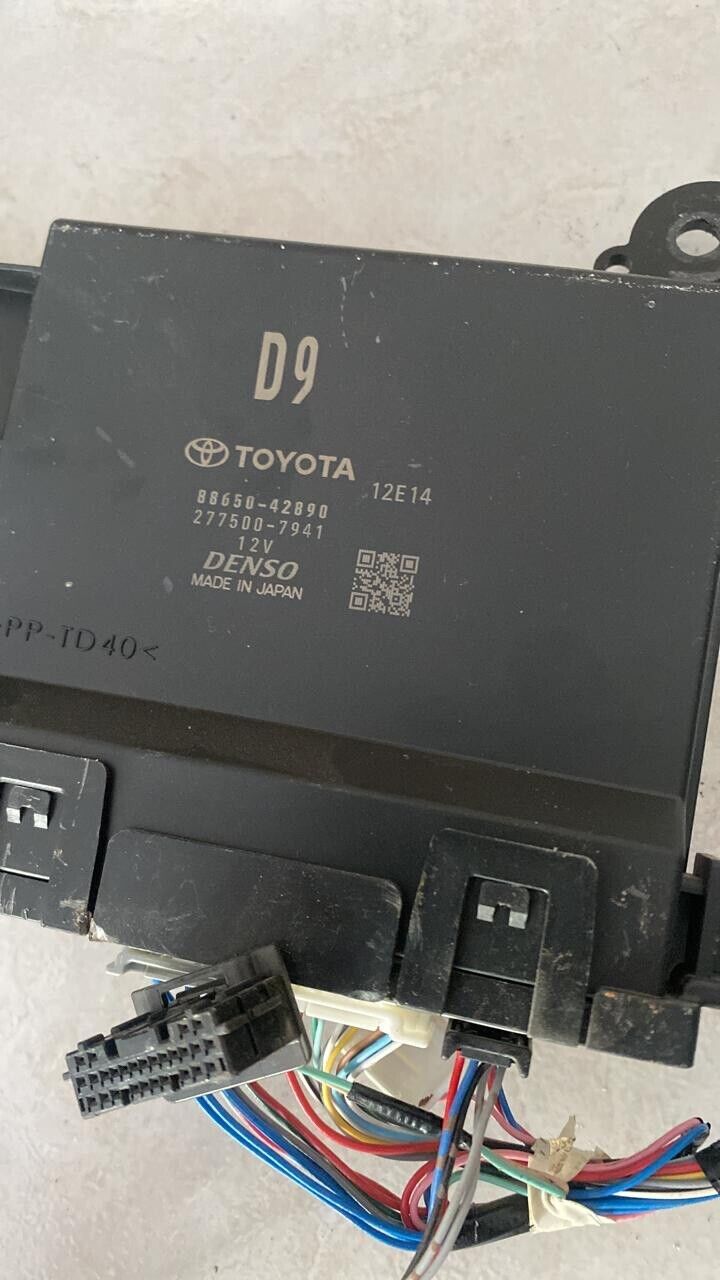 D9
TOYOTA 12E14
88650-42890
277500-7941
12V
DENSO
MADE IN JAPAN
-PP-TD40<